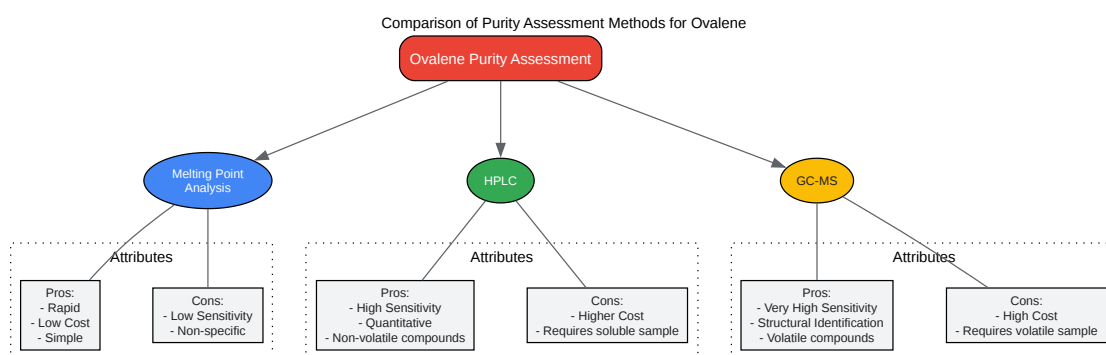 Comparison of Purity Assessment Methods for Ovalene
Ovalene Purity Assessment
Melting Point
Analysis
HPLC
GC-MS
Attributes
Pros:
- Rapid
- Low Cost
- Simple
Cons:
- Low Sensitivity
- Non-specific
Attributes
Pros:
- High Sensitivity
- Quantitative
- Non-volatile compounds
Cons:
- Higher Cost
- Requires soluble sample
Attributes
Pros:
- Very High Sensitivity
- Structural Identification
- Volatile compounds
Cons:
- High Cost
- Requires volatile sample